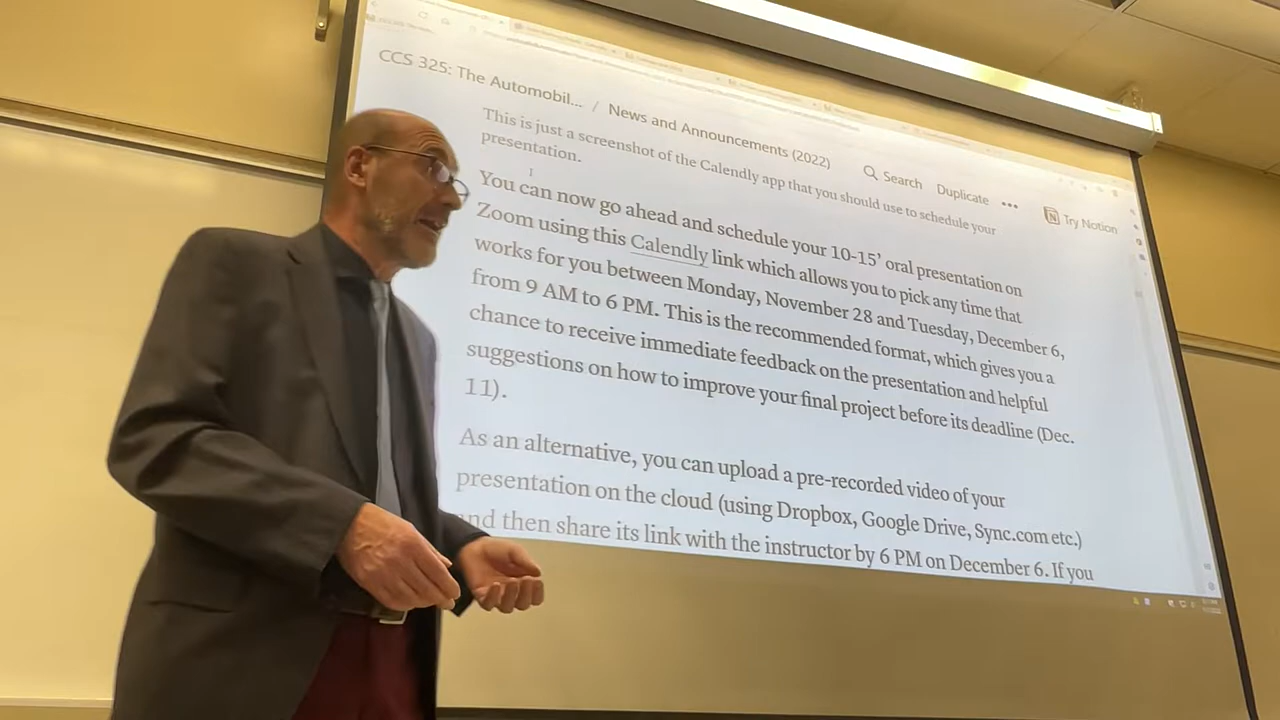 CCS 325: The Automobil... / News and Announcements (2022)
Search Duplicate ...
Try Notion
This is just a screenshot of the Calendly app that you should use to schedule your
presentation.
You can now go ahead and schedule your 10-15’ oral presentation on
Zoom using this Calendly link which allows you to pick any time that
works for you between Monday, November 28 and Tuesday, December 6,
from 9 AM to 6 PM. This is the recommended format, which gives you a
chance to receive immediate feedback on the presentation and helpful
suggestions on how to improve your final project before its deadline (Dec.
11).
As an alternative, you can upload a pre-recorded video of your
presentation on the cloud (using Dropbox, Google Drive, Sync.com etc.)
and then share its link with the instructor by 6 PM on December 6. If you